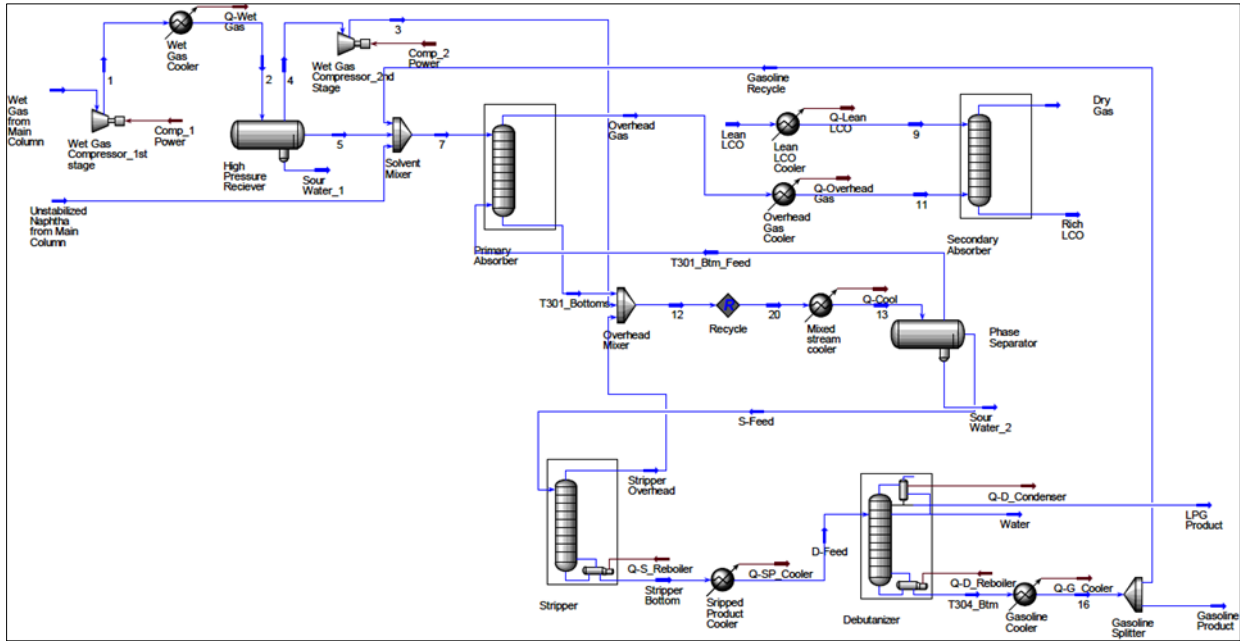 Q-Wet
Gas
Wet
Gas
Cooler
1
2
4
3
Comp_2
Power
Wet Gas
Compressor_2nd
Stage
Wet
Gas
from
Main
Column
Comp_1
Power
Wet Gas
Compressor_1st
stage
High
Pressure
Reciever
5
Sour
Water_1
Solvent
Mixer
7
Unstabilized
Naphtha
from Main
Column
Gasoline
Recycle
Overhead
Gas
Primary
Absorber
Lean
LCO
Q-Lean
LCO
Lean
LCO
Cooler
9
Q-Overhead
Gas
Overhead
Gas
Cooler
11
Dry
Gas
Secondary
Absorber
Rich
LCO
T301_Btm_Feed
T301_Bottoms
Overhead
Mixer
12
R
Recycle
20
Q-Cool
Mixed
stream
cooler
13
Phase
Separator
Sour
Water_2
S-Feed
Stripper
Overhead
Stripper
Q-S_Reboiler
Stripper
Bottom
Q-SP_Cooler
Sripped
Product
Cooler
D-Feed
Debutanizer
Q-D_Condenser
LPG
Product
Water
Q-D_Reboiler
T304_Btm
Q-G_Cooler
Gasoline
Cooler
16
Gasoline
Splitter
Gasoline
Product